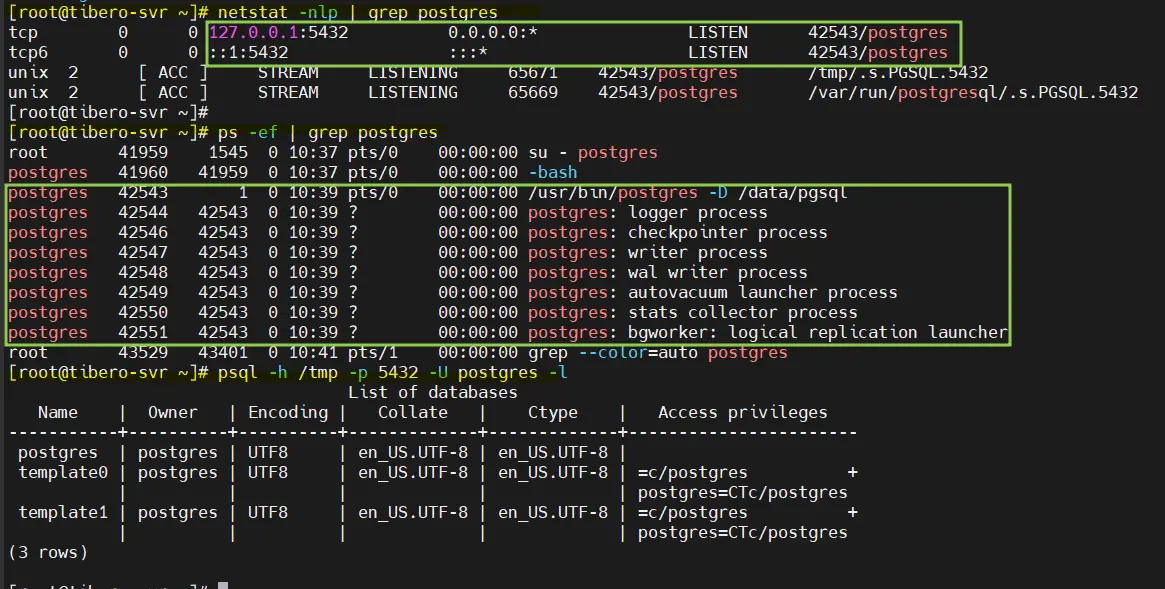 [root@tibero-svr ~]# netstat -nlp | grep postgres
tcp        0      0 127.0.0.1:5432          0.0.0.0:*               LISTEN      42543/postgres
tcp6       0      0 ::1:5432                :::*                    LISTEN      42543/postgres
unix  2      [ ACC ]     STREAM     LISTENING     65671    42543/postgres       /tmp/.s.PGSQL.5432
unix  2      [ ACC ]     STREAM     LISTENING     65669    42543/postgres       /var/run/postgresql/.s.PGSQL.5432
[root@tibero-svr ~]#
[root@tibero-svr ~]# ps -ef | grep postgres
root      41959    1545  0 10:37 pts/0    00:00:00 su - postgres
postgres  41960   41959  0 10:37 pts/0    00:00:00 -bash
postgres  42543       1  0 10:39 pts/0    00:00:00 /usr/bin/postgres -D /data/pgsql
postgres  42544   42543  0 10:39 ?        00:00:00 postgres: logger process
postgres  42546   42543  0 10:39 ?        00:00:00 postgres: checkpointer process
postgres  42547   42543  0 10:39 ?        00:00:00 postgres: writer process
postgres  42548   42543  0 10:39 ?        00:00:00 postgres: wal writer process
postgres  42549   42543  0 10:39 ?        00:00:00 postgres: autovacuum launcher process
postgres  42550   42543  0 10:39 ?        00:00:00 postgres: stats collector process
postgres  42551   42543  0 10:39 ?        00:00:00 postgres: bgworker: logical replication launcher
root      43529   43401  0 10:41 pts/1    00:00:00 grep --color=auto postgres
[root@tibero-svr ~]# psql -h /tmp -p 5432 -U postgres -l
                                  List of databases
   Name    |  Owner   | Encoding |   Collate   |    Ctype    |   Access privileges
-----------+----------+----------+-------------+-------------+-----------------------
 postgres  | postgres | UTF8     | en_US.UTF-8 | en_US.UTF-8 |
 template0 | postgres | UTF8     | en_US.UTF-8 | en_US.UTF-8 | =c/postgres          +
           |          |          |             |             | postgres=CTc/postgres
 template1 | postgres | UTF8     | en_US.UTF-8 | en_US.UTF-8 | =c/postgres          +
           |          |          |             |             | postgres=CTc/postgres
(3 rows)